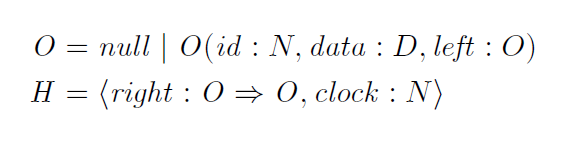 O = null | O(id : N, data : D, left : O)
H = ⟨right : O ⇒ O, clock : N⟩